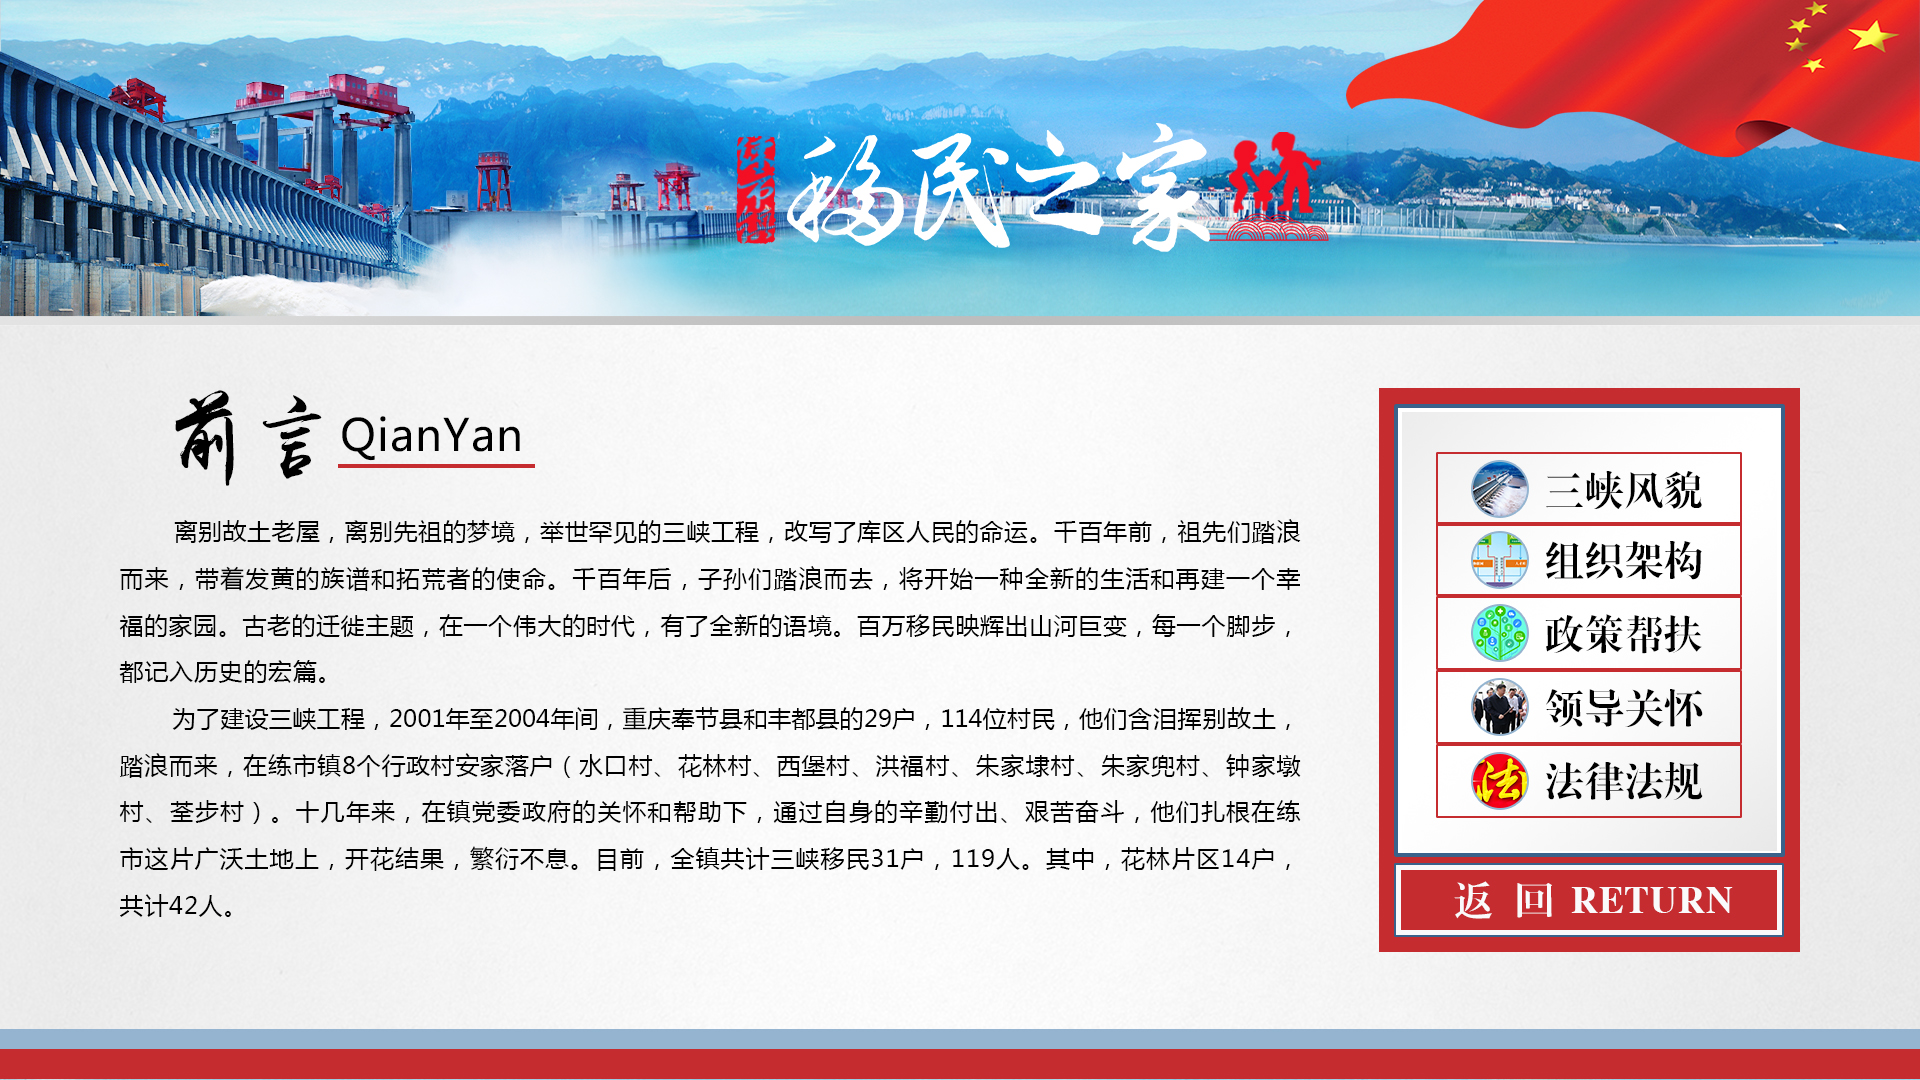 移民之家
前言 QianYan
离别故土老屋，离别先祖的梦境，举世罕见的三峡工程，改写了库区人民的命运。千百年前，祖先们踏浪
而来，带着发黄的族谱和拓荒者的使命。千百年后，子孙们踏浪而去，将开始一种全新的生活和再建一个幸
福的家园。古老的迁徙主题，在一个伟大的时代，有了全新的语境。百万移民映辉出山河巨变，每一个脚步，
都记入历史的宏篇。
为了建设三峡工程，2001年至2004年间，重庆奉节县和丰都县的29户，114位村民，他们含泪挥别故土，
踏浪而来，在练市镇8个行政村安家落户（水口村、花林村、西堡村、洪福村、朱家埭村、朱家兜村、钟家墩
村、荃步村）。十几年来，在镇党委政府的关怀和帮助下，通过自身的辛勤付出、艰苦奋斗，他们扎根在练
市这片广沃土地上，开花结果，繁衍不息。目前，全镇共计三峡移民31户，119人。其中，花林片区14户，
共计42人。
三峡风貌
组织架构
政策帮扶
领导关怀
法
法律法规
返 回 RETURN